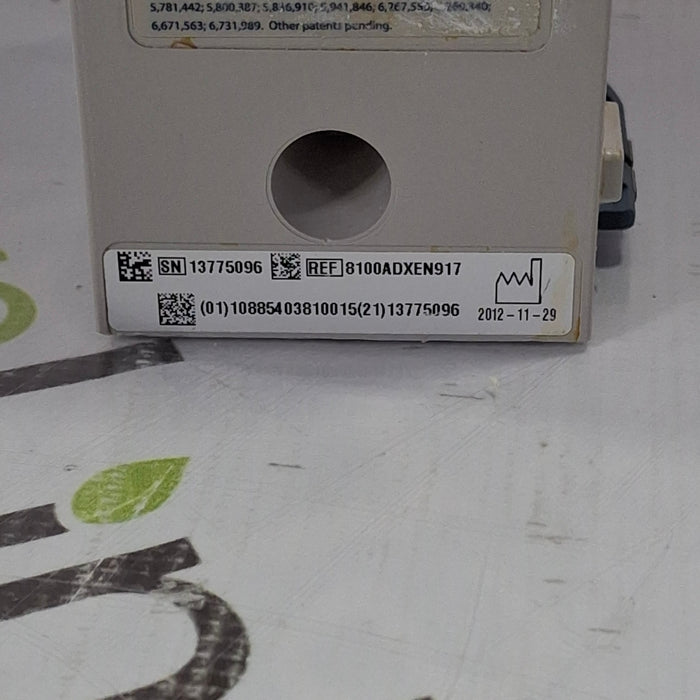 5,781,442; 5,800,387; 5,846,910; 5,941,846; 6,767,550;
6,671,563; 6,731,989. Other patents pending.
SN 13775096 REF 8100ADXEN917
(01)10885403810015(21)13775096 2012-11-29